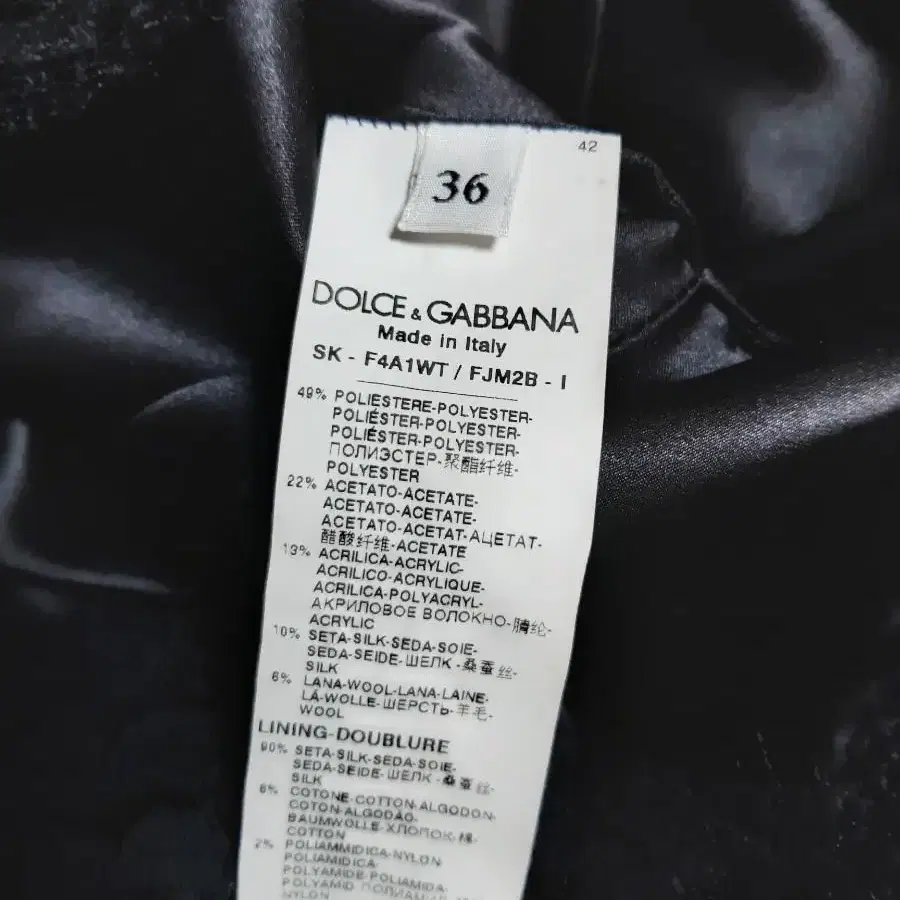 42
36
DOLCE & GABBANA
Made in Italy
SK - F4A1WT / FJM2B - I
49% POLIESTERE-POLYESTER-
POLIÉSTER-POLYESTER-
POLIÉSTER-POLYESTER-
ПОЛИЭСТЕР-聚酯纤维-
POLYESTER
22% ACETATO-ACETATE-
ACETATO-ACETATE-
ACETATO-ACETAT-АЦЕТАТ-
醋酸纤维-ACETATE
13% ACRILICA-ACRYLIC-
ACRILICO-ACRYLIQUE-
ACRILICA-POLYACRYL-
АКРИЛОВОЕ ВОЛОКНО-腈纶-
ACRYLIC
10% SETA-SILK-SEDA-SOIE-
SEDA-SEIDE-ШЕЛК-桑蚕丝-
SILK
6% LANA-WOOL-LANA-LAINE-
LÁ-WOLLE-ШЕРСТЬ-羊毛-
WOOL
LINING-DOUBLURE
90% SETA-SILK-SEDA-SOIE-
SEDA-SEIDE-ШЕЛК-桑蚕丝-
SILK
COTONE-COTTON-ALGODON-
COTON-ALGODÃO-
BAUMWOLLE-ХЛОПОК-棉-
COTTON
2% POLIAMMIDICA-NYLON-
POLIAMIDICA-
POLYAMIDE-POLIAMIDA-
POLYAMID
NYLON